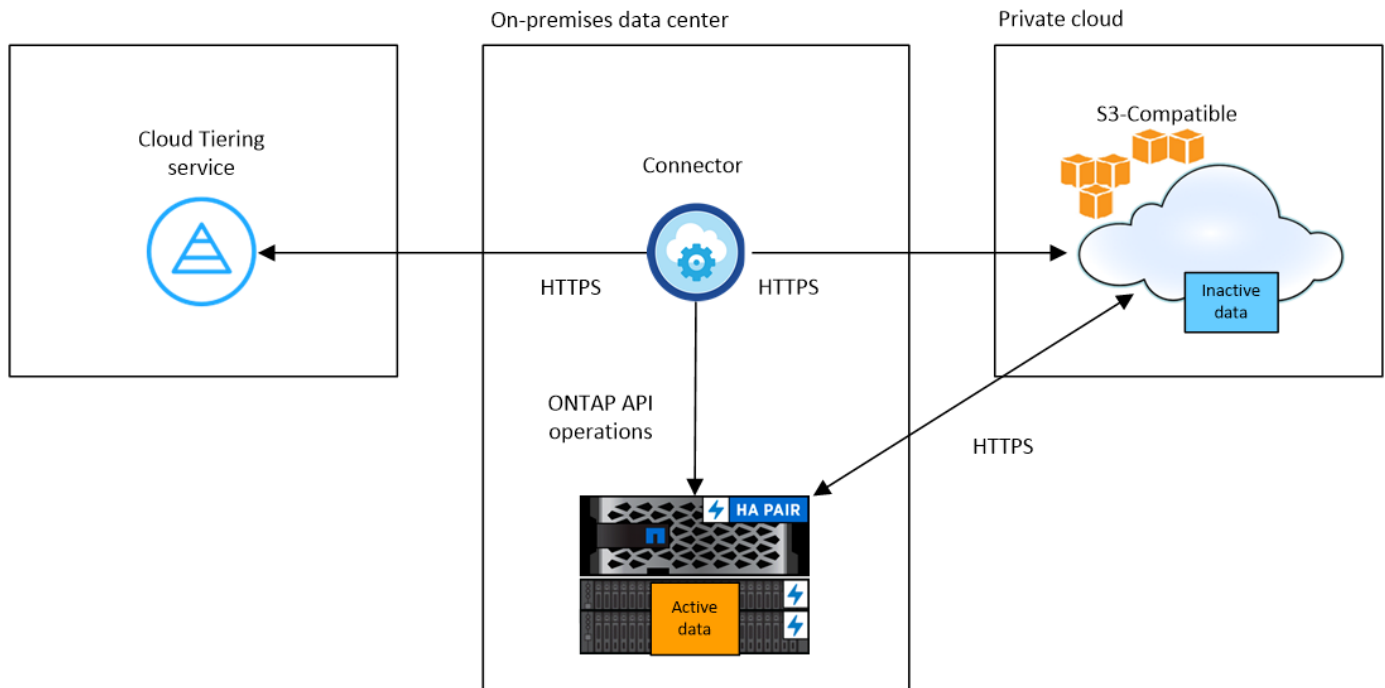 On-premises data center
Private cloud
Cloud Tiering
service
Connector
S3-Compatible
HTTPS
HTTPS
Inactive
data
ONTAP API
operations
HTTPS
HA PAIR
Active
data